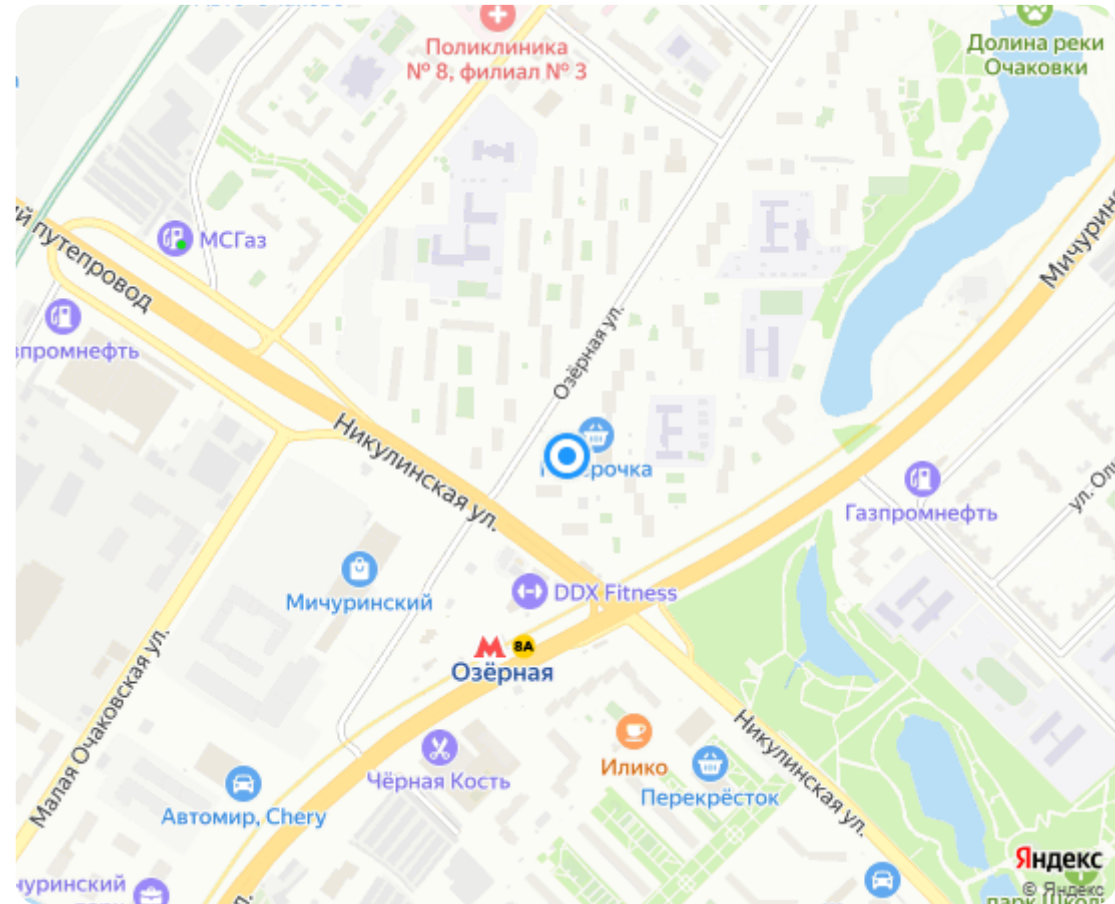 Поликлиника
№ 8, филиал № 3
Долина реки
Очаковки
МСГаз
й путепровод
зпромнефть
Мичурин
Озёрная ул.
Никулинская ул.
рочка
Газпромнефть
ул. Оль
Мичуринский
DDX Fitness
М 8А
Озёрная
Малая Очаковская ул.
Чёрная Кость
Илико
Перекрёсток
Никулинская ул.
Автомир, Chery
Яндекс
© Яндекс
чуринский